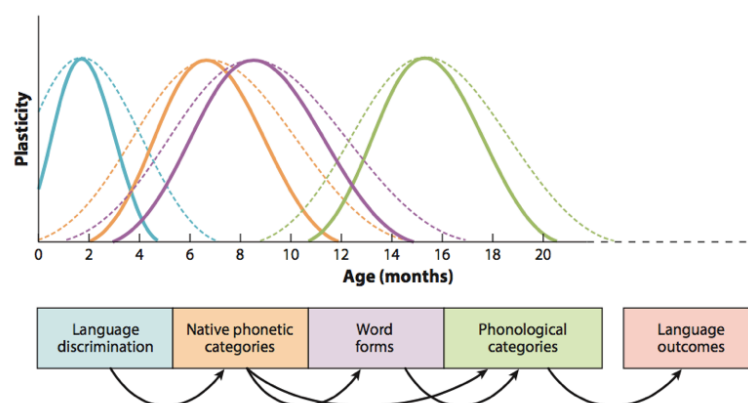 Plasticity
0 2 4 6 8 10 12 14 16 18 20
Age (months)
Language
discrimination
Native phonetic
categories
Word
forms
Phonological
categories
Language
outcomes